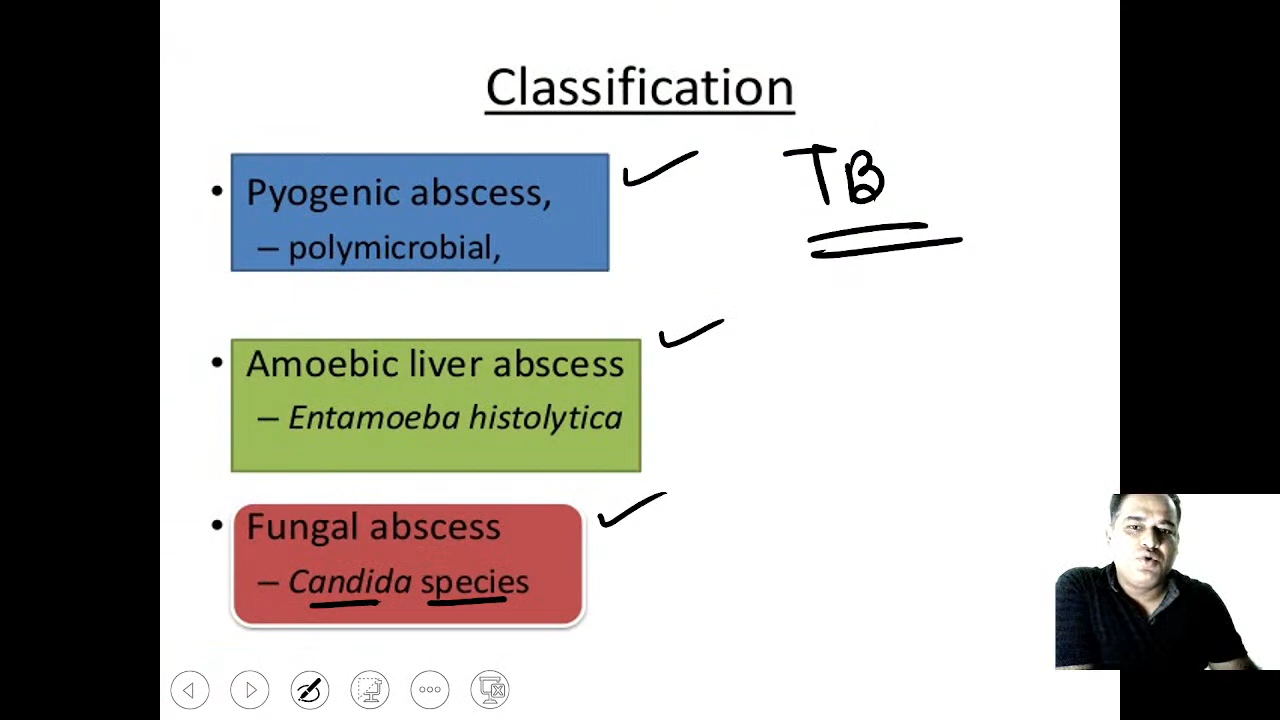 Classification
• Pyogenic abscess,
– polymicrobial,
TB
• Amoebic liver abscess
– Entamoeba histolytica
• Fungal abscess
– Candida species